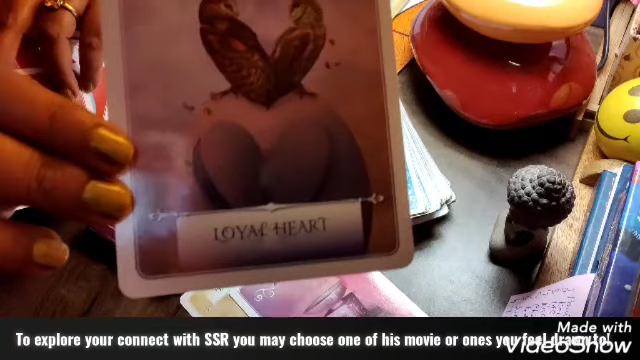 LOYAL HEART
To explore your connect with SSR you may choose one of his movie or ones you feel drawn to!
Made with
VideoShow